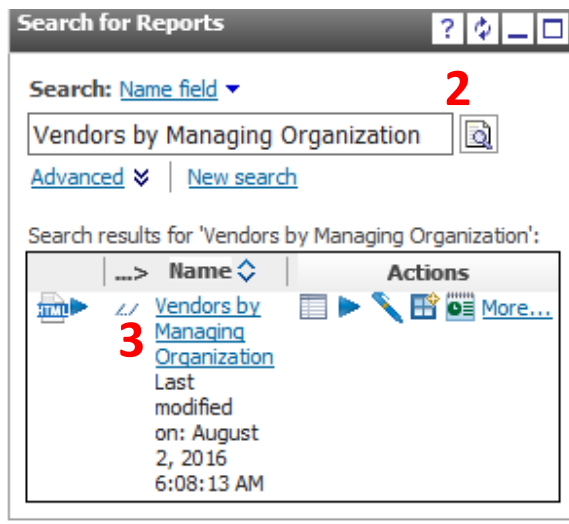 Search for Reports ?
Search: Name field
2
Vendors by Managing Organization
Advanced New search
Search results for 'Vendors by Managing Organization':
...> Name Actions
HTML ../ Vendors by More...
3 Managing
Organization
Last
modified
on: August
2, 2016
6:08:13 AM